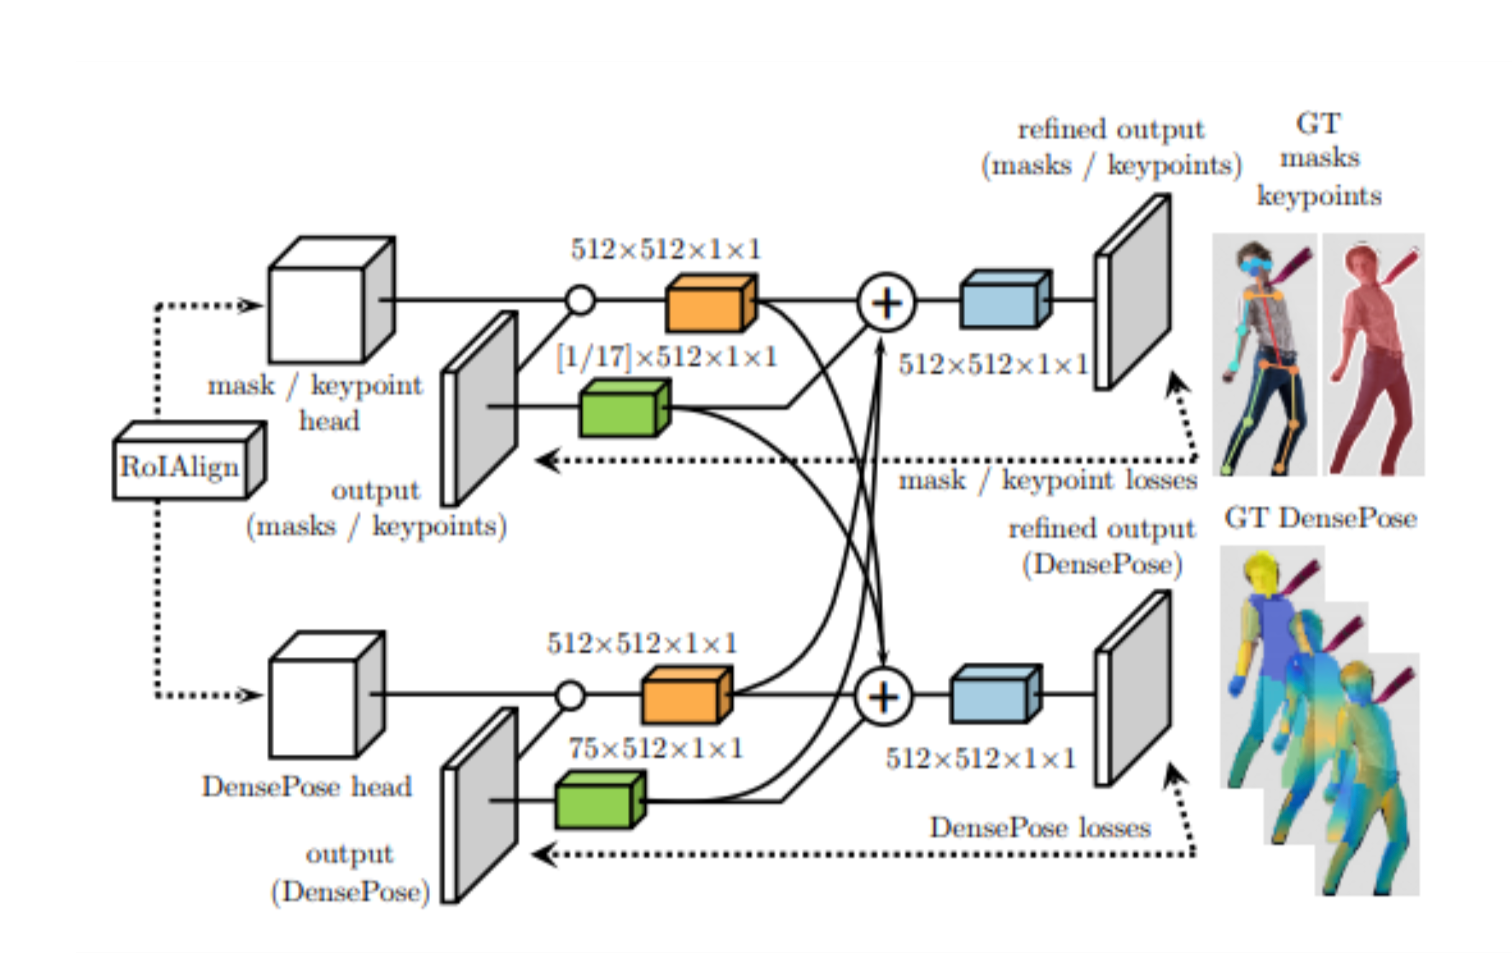 refined output
(masks / keypoints)
GT
masks
keypoints
512×512×1×1
[1/17]×512×1×1
512×512×1×1
mask / keypoint
head
RoIAlign
output
(masks / keypoints)
mask / keypoint losses
refined output
(DensePose)
GT DensePose
512×512×1×1
75×512×1×1
512×512×1×1
DensePose head
DensePose losses
output
(DensePose)